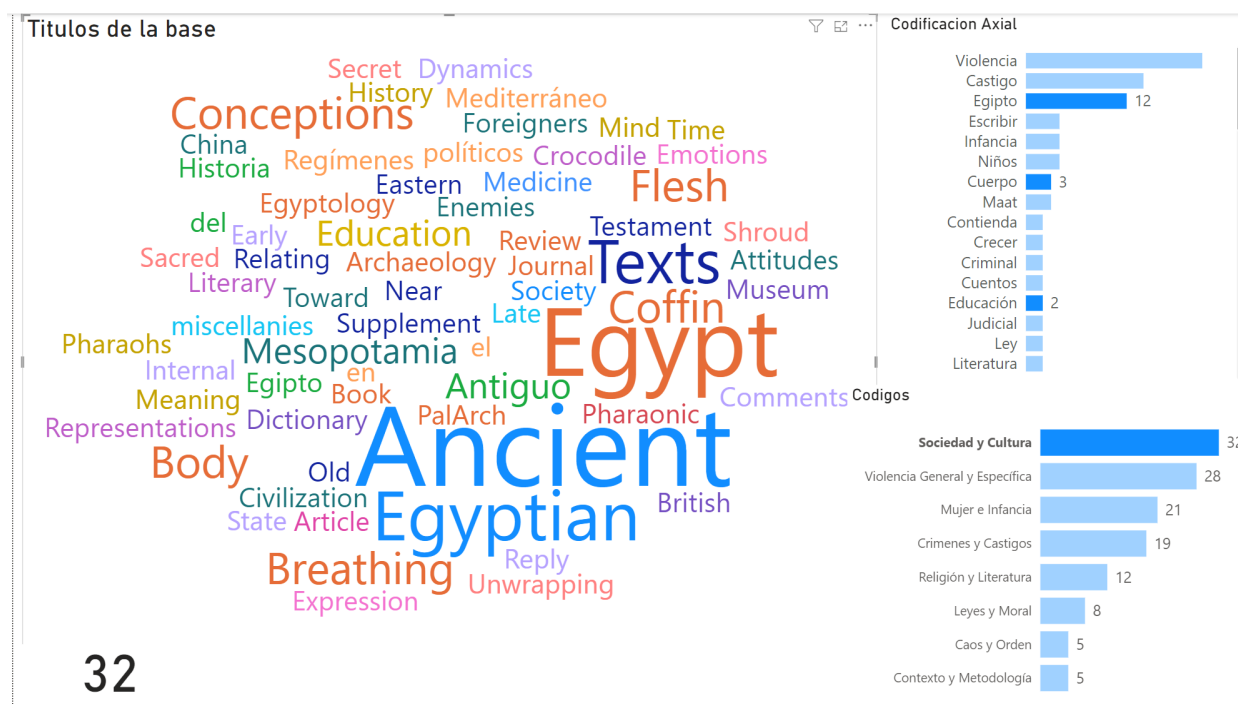 Titulos de la base
Secret Dynamics
History Mediterráneo
Conceptions
Foreigners Mind Time
China
Historia Regímenes políticos Crocodile Emotions
Eastern Medicine Flesh
Egyptology Enemies
del Early Education Review Testament Shroud
Sacred Relating Archaeology Journal Texts Attitudes
Literary Toward Near Society Coffin Museum
miscellanies Supplement Late
Pharaohs Mesopotamia el Egypt
Internal Egipto en Antiguo
Meaning Book Comments
Representations Dictionary PalArch Pharaonic
Ancient
Body Old
Civilization Egyptian British
State Article
Breathing Reply
Unwrapping
Expression
32
Codificacion Axial
Violencia
Castigo
Egipto 12
Escribir
Infancia
Niños
Cuerpo 3
Maat
Contienda
Crecer
Criminal
Cuentos
Educación 2
Judicial
Ley
Literatura
Codigos
Sociedad y Cultura 32
Violencia General y Específica 28
Mujer e Infancia 21
Crimenes y Castigos 19
Religión y Literatura 12
Leyes y Moral 8
Caos y Orden 5
Contexto y Metodología 5